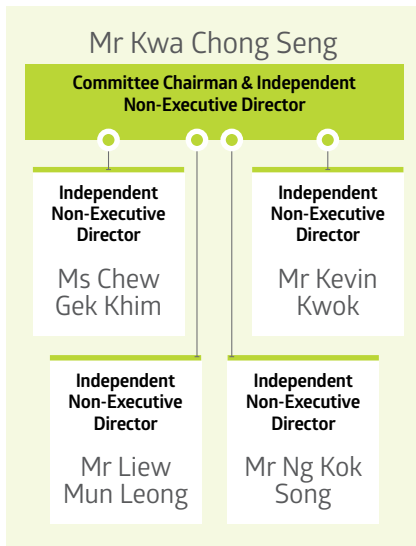 Mr Kwa Chong Seng
Committee Chairman & Independent
Non-Executive Director
Independent
Non-Executive
Director
Ms Chew
Gek Khim
Independent
Non-Executive
Director
Mr Kevin
Kwok
Independent
Non-Executive
Director
Mr Liew
Mun Leong
Independent
Non-Executive
Director
Mr Ng Kok
Song